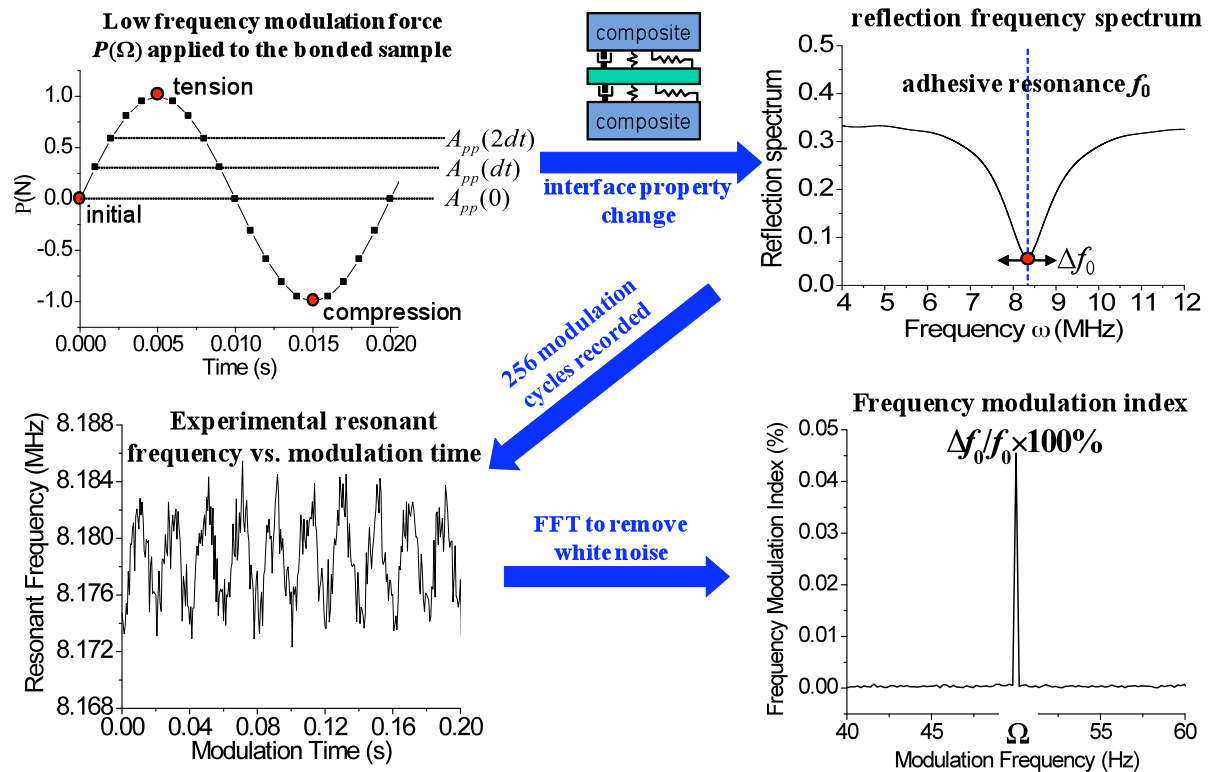 Low frequency modulation force
P(Ω) applied to the bonded sample
1.0
0.5
0.0
-0.5
-1.0
P(N)
tension
initial
compression
A_pp(2dt)
A_pp(dt)
A_pp(0)
0.000 0.005 0.010 0.015 0.020
Time (s)
composite
composite
interface property
change
reflection frequency spectrum
adhesive resonance f₀
0.5
0.4
0.3
0.2
0.1
0.0
Reflection spectrum
Δf₀
4 5 6 7 8 9 10 11 12
Frequency ω (MHz)
256 modulation
cycles recorded
Experimental resonant
frequency vs. modulation time
8.188
8.184
8.180
8.176
8.172
8.168
Resonant Frequency (MHz)
0.00 0.04 0.08 0.12 0.16 0.20
Modulation Time (s)
FFT to remove
white noise
Frequency modulation index
Δf₀/f₀×100%
0.05
0.04
0.03
0.02
0.01
0.00
Frequency Modulation Index (%)
40 45 Ω 55 60
Modulation Frequency (Hz)